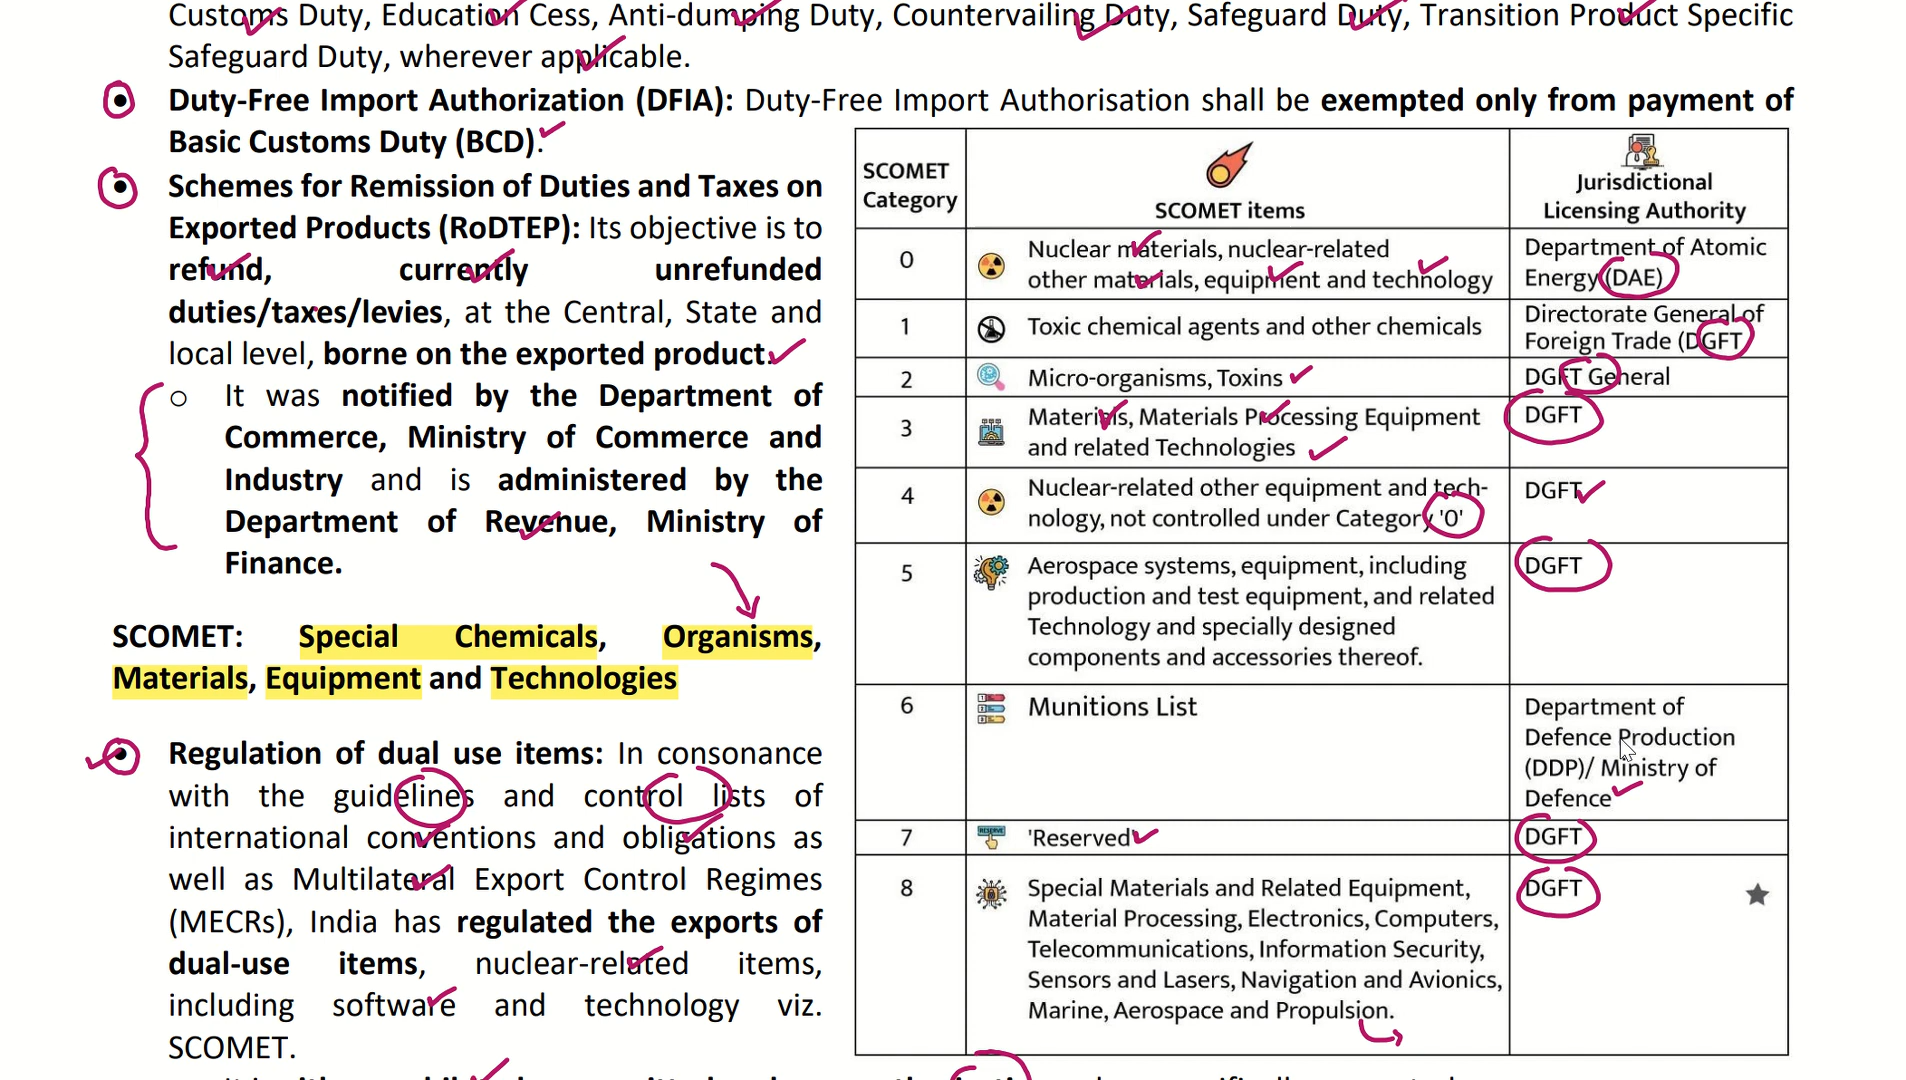 Customs Duty, Education Cess, Anti-dumping Duty, Countervailing Duty, Safeguard Duty, Transition Product Specific
Safeguard Duty, wherever applicable.
Duty-Free Import Authorization (DFIA): Duty-Free Import Authorisation shall be exempted only from payment of
Basic Customs Duty (BCD).
Schemes for Remission of Duties and Taxes on
Exported Products (RoDTEP): Its objective is to
refund, currently unrefunded
duties/taxes/levies, at the Central, State and
local level, borne on the exported product.
It was notified by the Department of
Commerce, Ministry of Commerce and
Industry and is administered by the
Department of Revenue, Ministry of
Finance.
SCOMET: Special Chemicals, Organisms,
Materials, Equipment and Technologies
Regulation of dual use items: In consonance
with the guidelines and control lists of
international conventions and obligations as
well as Multilateral Export Control Regimes
(MECRs), India has regulated the exports of
dual-use items, nuclear-related items,
including software and technology viz.
SCOMET.
SCOMET
Category
SCOMET items
Jurisdictional
Licensing Authority
0
Nuclear materials, nuclear-related
other materials, equipment and technology
Department of Atomic
Energy (DAE)
1
Toxic chemical agents and other chemicals
Directorate General of
Foreign Trade (DGFT
2
Micro-organisms, Toxins
DGFT General
3
Materials, Materials Processing Equipment
and related Technologies
DGFT
4
Nuclear-related other equipment and tech-
nology, not controlled under Category '0'
DGFT
5
Aerospace systems, equipment, including
production and test equipment, and related
Technology and specially designed
components and accessories thereof.
DGFT
6
Munitions List
Department of
Defence Production
(DDP)/ Ministry of
Defence
7
RESERVE
'Reserved'
DGFT
8
Special Materials and Related Equipment,
Material Processing, Electronics, Computers,
Telecommunications, Information Security,
Sensors and Lasers, Navigation and Avionics,
Marine, Aerospace and Propulsion.
DGFT